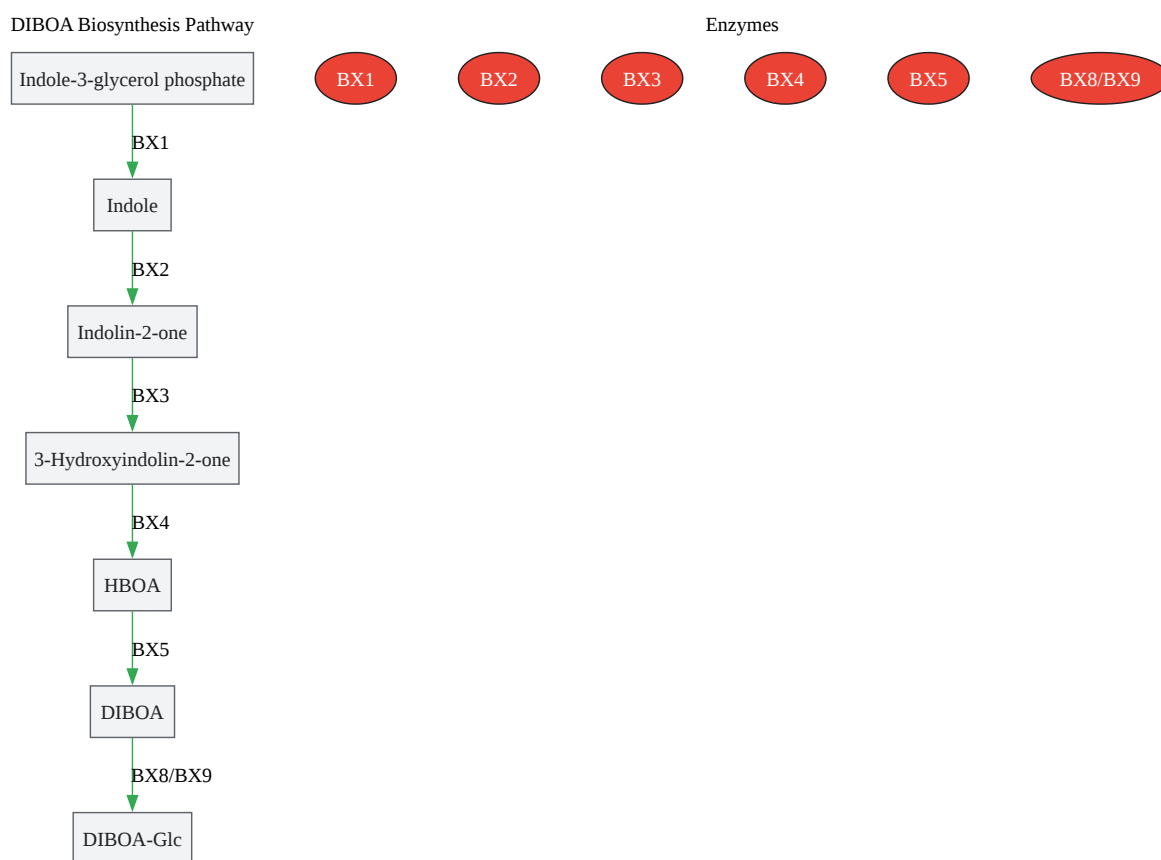 DIBOA Biosynthesis Pathway
Enzymes
Indole-3-glycerol phosphate
BX1
BX2
BX3
BX4
BX5
BX8/BX9
BX1
Indole
BX2
Indolin-2-one
BX3
3-Hydroxyindolin-2-one
BX4
HBOA
BX5
DIBOA
BX8/BX9
DIBOA-Glc